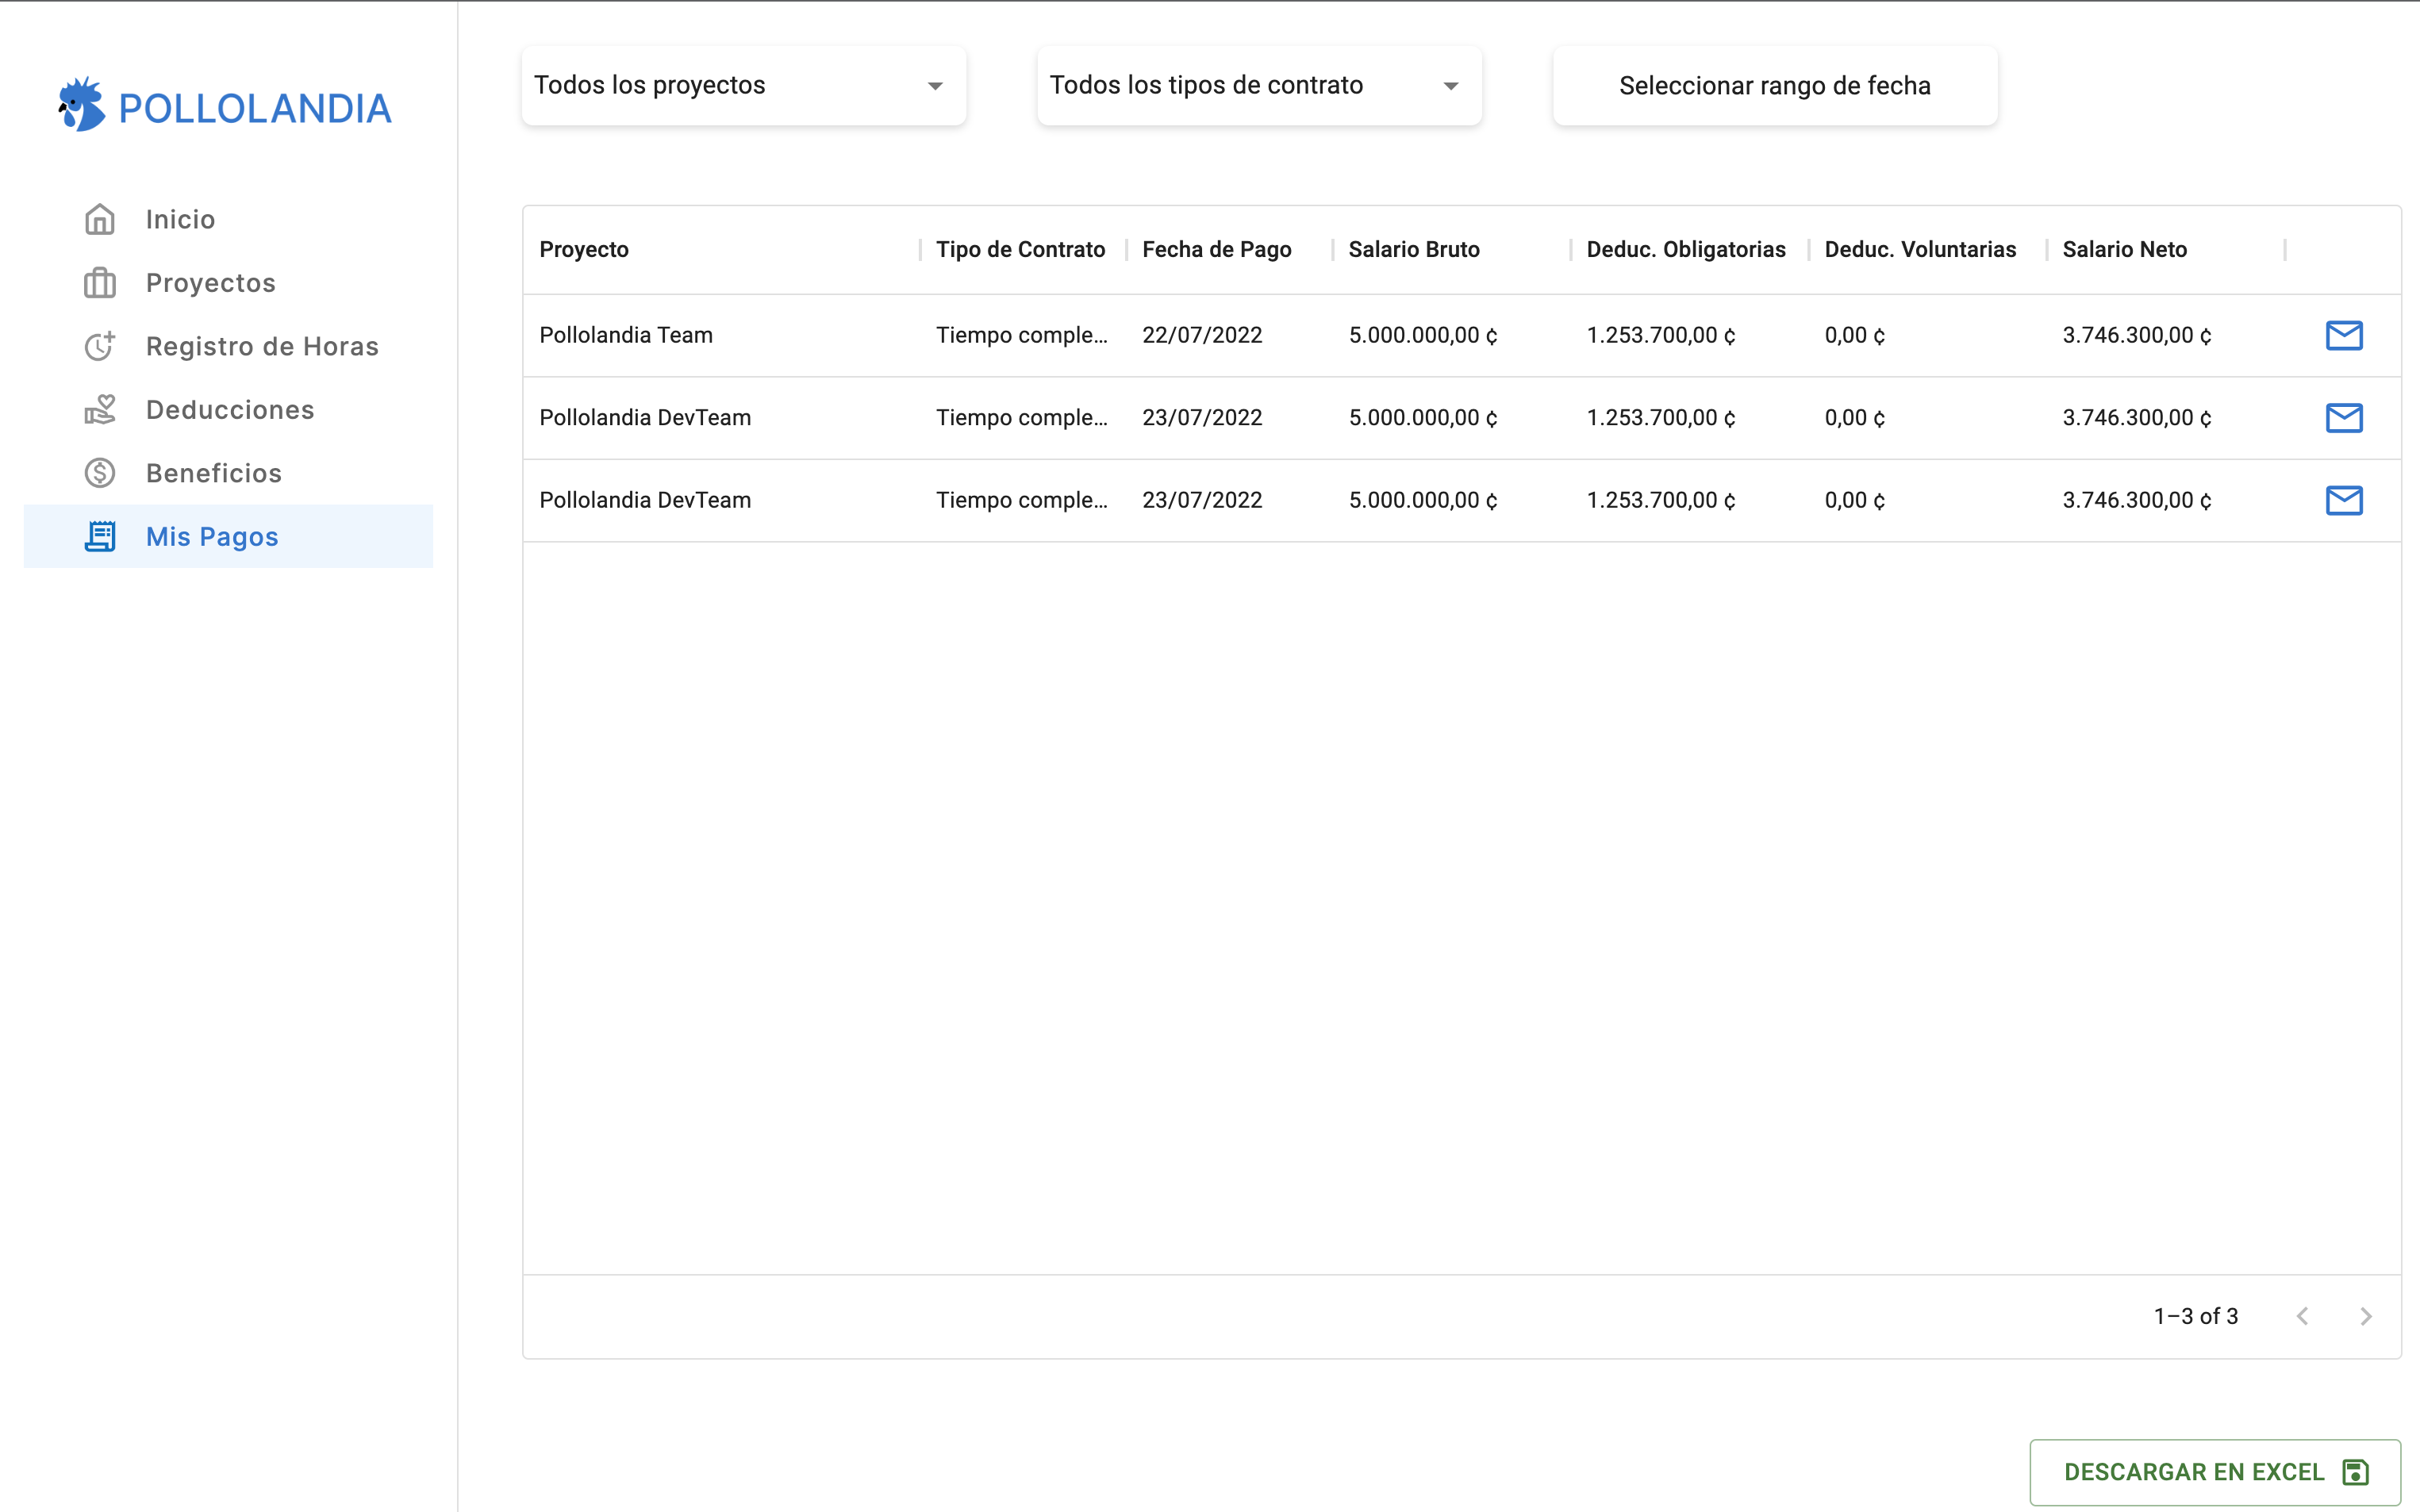 POLLOLANDIA
Inicio
Proyectos
Registro de Horas
Deducciones
Beneficios
Mis Pagos
Todos los proyectos
Todos los tipos de contrato
Seleccionar rango de fecha
Proyecto Tipo de Contrato Fecha de Pago Salario Bruto Deduc. Obligatorias Deduc. Voluntarias Salario Neto
Pollolandia Team Tiempo comple... 22/07/2022 5.000.000,00 ¢ 1.253.700,00 ¢ 0,00 ¢ 3.746.300,00 ¢
Pollolandia DevTeam Tiempo comple... 23/07/2022 5.000.000,00 ¢ 1.253.700,00 ¢ 0,00 ¢ 3.746.300,00 ¢
Pollolandia DevTeam Tiempo comple... 23/07/2022 5.000.000,00 ¢ 1.253.700,00 ¢ 0,00 ¢ 3.746.300,00 ¢
1–3 of 3
DESCARGAR EN EXCEL